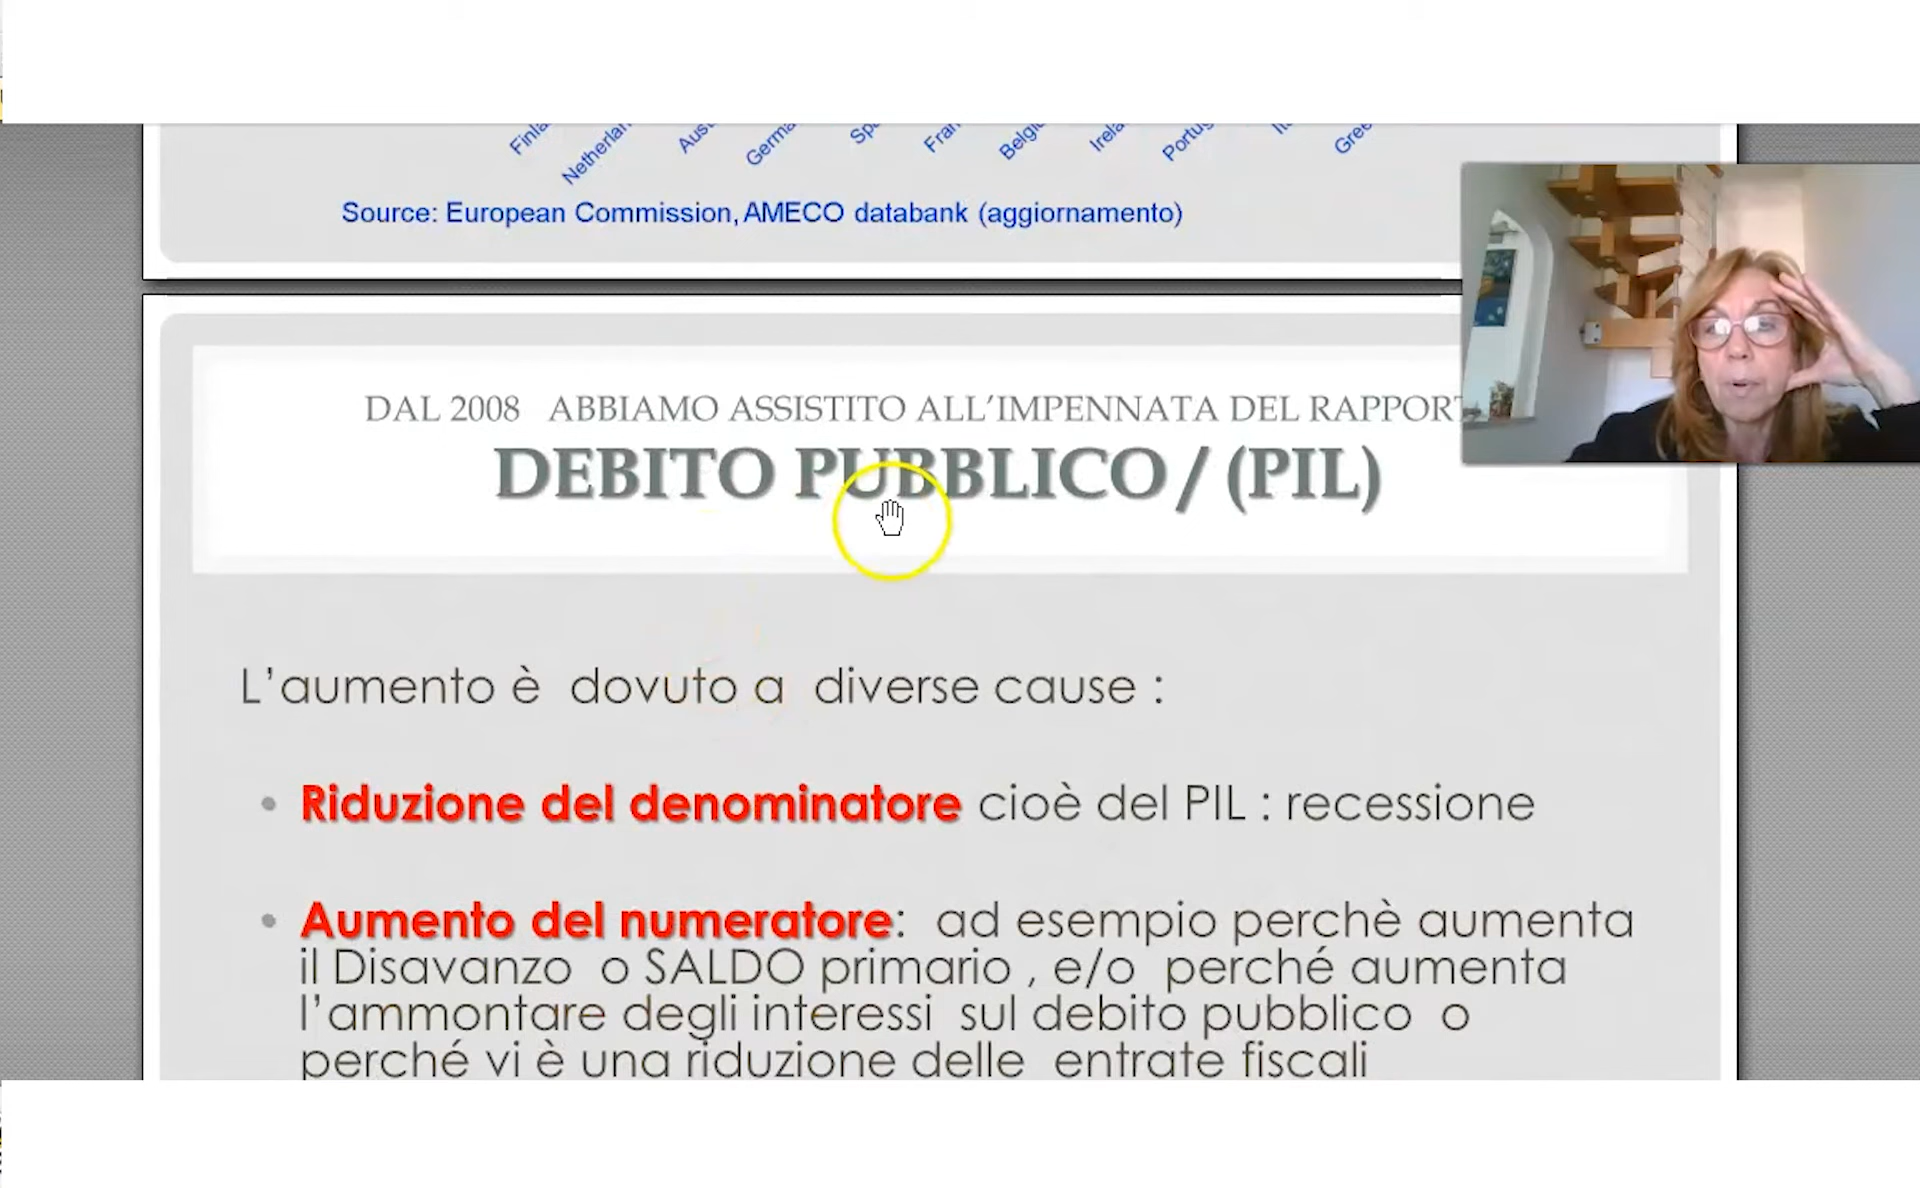 Source: European Commission, AMECO databank (aggiornamento)
DAL 2008 ABBIAMO ASSISTITO ALL'IMPENNATA DEL
DEBITO PUBBLICO / (PIL)
L'aumento è dovuto a diverse cause :
• Riduzione del denominatore cioè del PIL : recessione
• Aumento del numeratore: ad esempio perchè aumenta
il Disavanzo o SALDO primario , e/o perché aumenta
l'ammontare degli interessi sul debito pubblico o
perché vi è una riduzione delle entrate fiscali